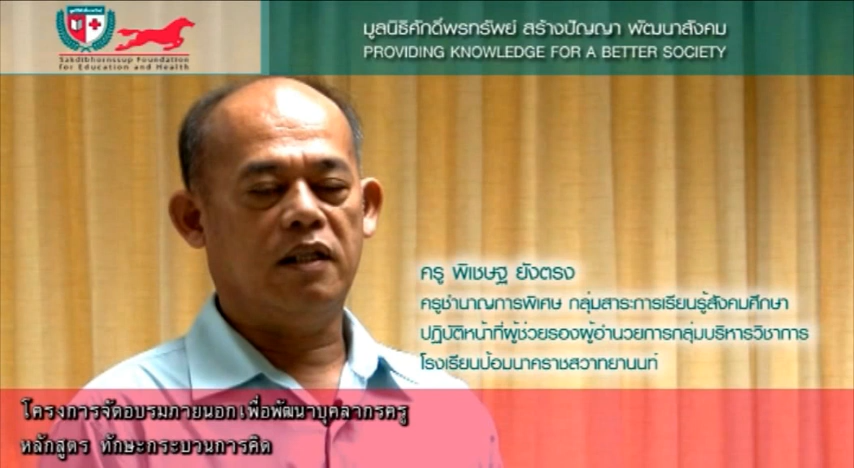 มูลนิธิศักดิ์พรทรัพย์ สร้างปัญญา พัฒนาสังคม
PROVIDING KNOWLEDGE FOR A BETTER SOCIETY
Sakdibhornssup Foundation
for Education and Health
ครู พิเชษฐ ยังตรง
ครูชำนาญการพิเศษ กลุ่มสาระการเรียนรู้สังคมศึกษา
ปฏิบัติหน้าที่ผู้ช่วยรองผู้อำนวยการกลุ่มบริหารวิชาการ
โรงเรียนป้อมนาคราชสวาทยานนท์
โครงการจัดอบรมภายนอกเพื่อพัฒนาบุคลากรครู
หลักสูตร ทักษะกระบวนการคิด